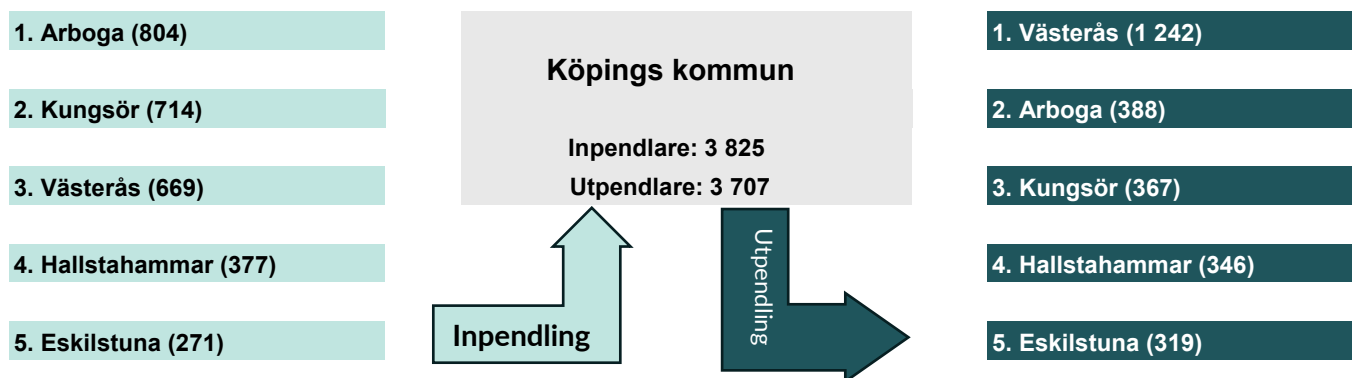 1. Arboga (804)
2. Kungsör (714)
3. Västerås (669)
4. Hallstahammar (377)
5. Eskilstuna (271)
Köpings kommun
Inpendlare: 3 825
Utpendlare: 3 707
Inpendling
Utpendling
1. Västerås (1 242)
2. Arboga (388)
3. Kungsör (367)
4. Hallstahammar (346)
5. Eskilstuna (319)